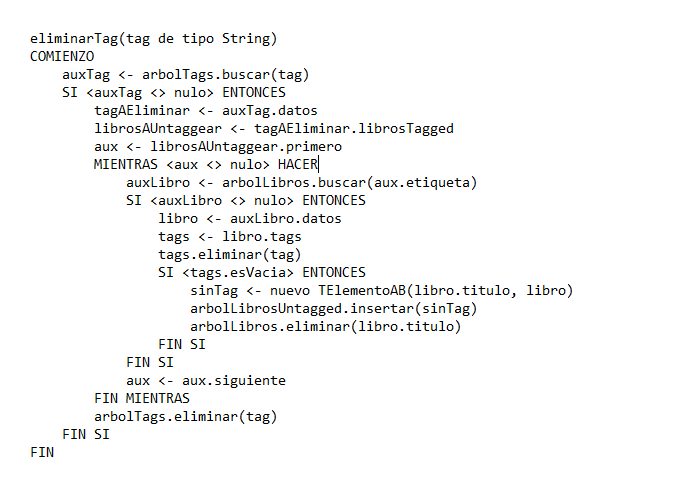 eliminarTag(tag de tipo String)
COMIENZO
    auxTag <- arbolTags.buscar(tag)
    SI <auxTag <> nulo> ENTONCES
        tagAEliminar <- auxTag.datos
        librosAUntaggear <- tagAEliminar.librosTagged
        aux <- librosAUntaggear.primero
        MIENTRAS <aux <> nulo> HACER
            auxLibro <- arbolLibros.buscar(aux.etiqueta)
            SI <auxLibro <> nulo> ENTONCES
                libro <- auxLibro.datos
                tags <- libro.tags
                tags.eliminar(tag)
                SI <tags.esVacia> ENTONCES
                    sinTag <- nuevo TElementoAB(libro.titulo, libro)
                    arbolLibrosUntagged.insertar(sinTag)
                    arbolLibros.eliminar(libro.titulo)
                FIN SI
            FIN SI
            aux <- aux.siguiente
        FIN MIENTRAS
        arbolTags.eliminar(tag)
    FIN SI
FIN